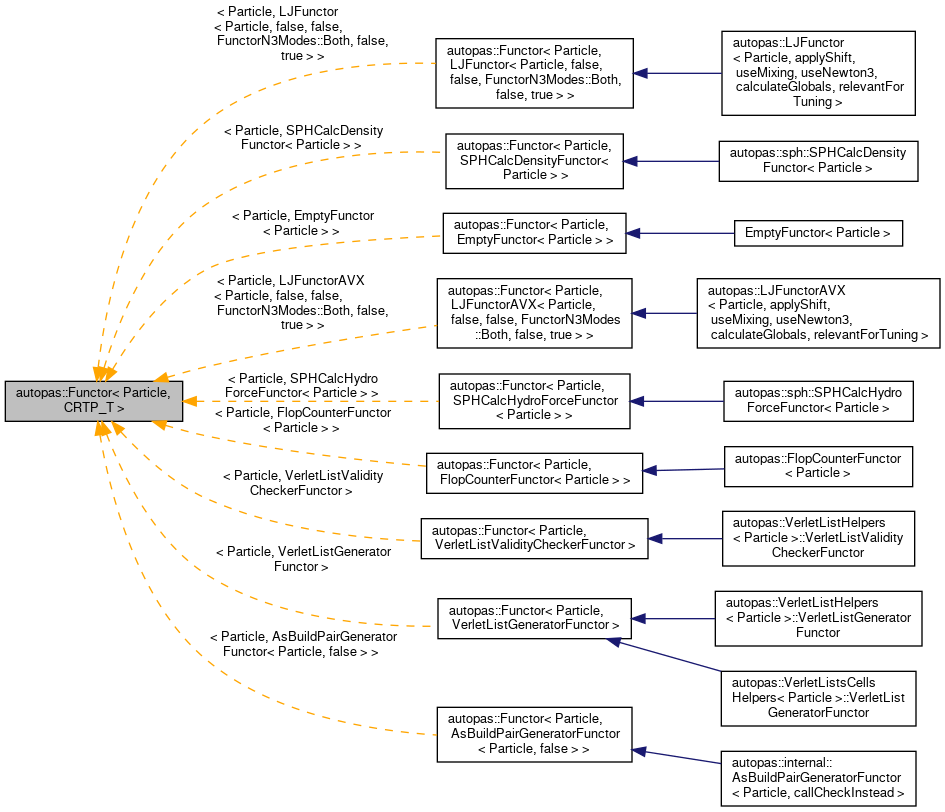 < Particle, LJFunctor
< Particle, false, false,
FunctorN3Modes::Both, false,
true > >
autopas::Functor< Particle,
LJFunctor< Particle, false,
false, FunctorN3Modes::Both,
false, true > >
autopas::LJFunctor
< Particle, applyShift,
useMixing, useNewton3,
calculateGlobals, relevantFor
Tuning >
< Particle, SPHCalcDensity
Functor< Particle > >
autopas::Functor< Particle,
SPHCalcDensityFunctor<
Particle > >
autopas::sph::SPHCalcDensity
Functor< Particle >
< Particle, EmptyFunctor
< Particle > >
autopas::Functor< Particle,
EmptyFunctor< Particle > >
EmptyFunctor< Particle >
< Particle, LJFunctorAVX
< Particle, false, false,
FunctorN3Modes::Both, false,
true > >
autopas::Functor< Particle,
LJFunctorAVX< Particle,
false, false, FunctorN3Modes
::Both, false, true > >
autopas::LJFunctorAVX
< Particle, applyShift,
useMixing, useNewton3,
calculateGlobals, relevantForTuning >
autopas::Functor< Particle,
CRTP_T >
< Particle, SPHCalcHydro
ForceFunctor< Particle > >
autopas::Functor< Particle,
SPHCalcHydroForceFunctor
< Particle > >
autopas::sph::SPHCalcHydro
ForceFunctor< Particle >
< Particle, FlopCounterFunctor
< Particle > >
autopas::Functor< Particle,
FlopCounterFunctor< Particle > >
autopas::FlopCounterFunctor
< Particle >
< Particle, VerletListValidity
CheckerFunctor >
autopas::Functor< Particle,
VerletListValidityCheckerFunctor >
autopas::VerletListHelpers
< Particle >::VerletListValidity
CheckerFunctor
< Particle, VerletListGenerator
Functor >
autopas::Functor< Particle,
VerletListGeneratorFunctor >
autopas::VerletListHelpers
< Particle >::VerletListGenerator
Functor
autopas::VerletListsCells
Helpers< Particle >::VerletList
GeneratorFunctor
< Particle, AsBuildPairGenerator
Functor< Particle, false > >
autopas::Functor< Particle,
AsBuildPairGeneratorFunctor
< Particle, false > >
autopas::internal::
AsBuildPairGeneratorFunctor
< Particle, callCheckInstead >